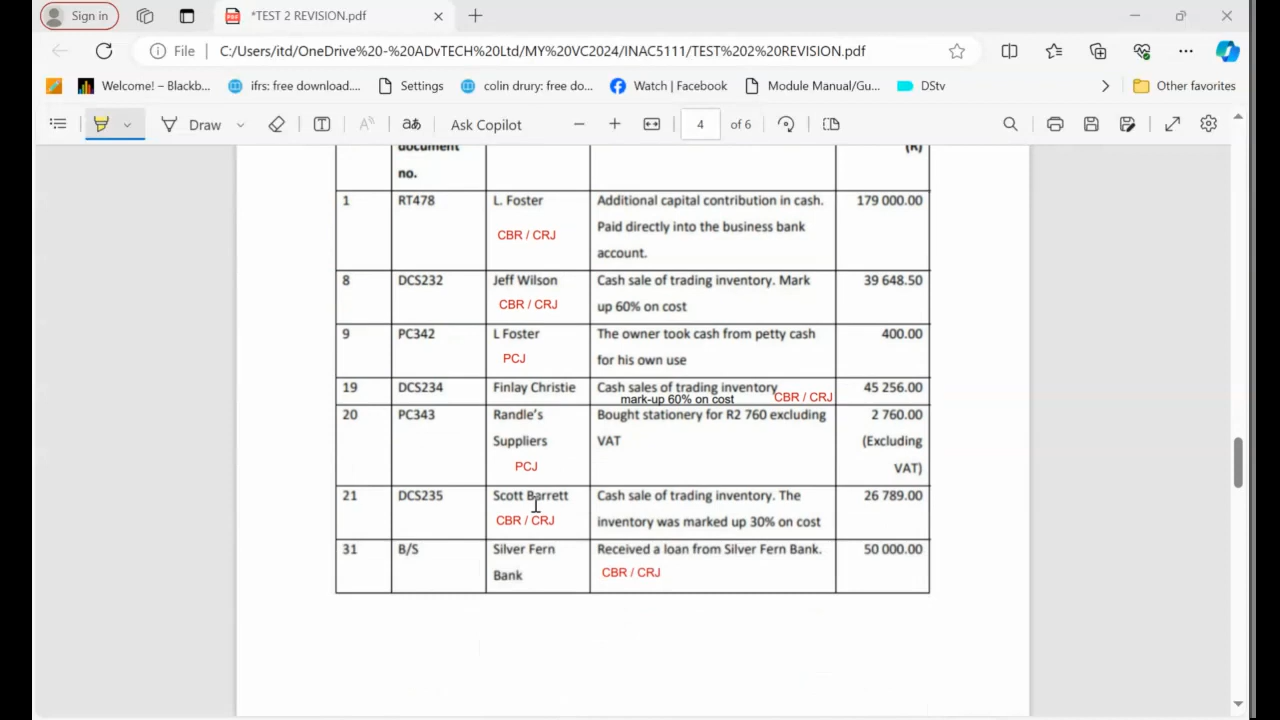 Sign in
*TEST 2 REVISION.pdf
File
C:/Users/itd/OneDrive%20-%20ADvTECH%20Ltd/MY%20VC2024/INAC5111/TEST%202%20REVISION.pdf
Welcome! – Blackb...
ifrs: free download....
Settings
colin drury: free do...
Watch | Facebook
Module Manual/Gu...
DStv
Other favorites
Draw
aあ
Ask Copilot
4 of 6
document
no.
(R)
1 RT478 L. Foster Additional capital contribution in cash. 179 000.00
CBR / CRJ Paid directly into the business bank
account.
8 DCS232 Jeff Wilson Cash sale of trading inventory. Mark 39 648.50
CBR / CRJ up 60% on cost
9 PC342 L Foster The owner took cash from petty cash 400.00
PCJ for his own use
19 DCS234 Finlay Christie Cash sales of trading inventory 45 256.00
mark-up 60% on cost CBR / CRJ
20 PC343 Randle’s Bought stationery for R2 760 excluding 2 760.00
Suppliers VAT (Excluding
PCJ VAT)
21 DCS235 Scott Barrett Cash sale of trading inventory. The 26 789.00
CBR / CRJ inventory was marked up 30% on cost
31 B/S Silver Fern Received a loan from Silver Fern Bank. 50 000.00
Bank CBR / CRJ